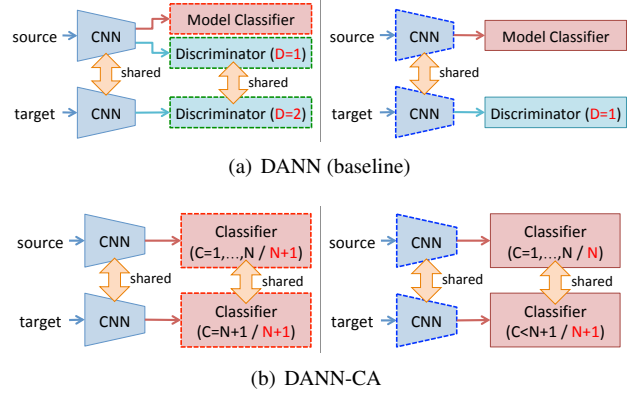 source
CNN
Model Classifier
Discriminator (D=1)
shared
shared
target
CNN
Discriminator (D=2)
source
CNN
Model Classifier
shared
target
CNN
Discriminator (D=1)
(a) DANN (baseline)
source
CNN
Classifier
(C=1,...,N / N+1)
shared
shared
target
CNN
Classifier
(C=N+1 / N+1)
source
CNN
Classifier
(C=1,...,N / N)
shared
shared
target
CNN
Classifier
(C<N+1 / N+1)
(b) DANN-CA